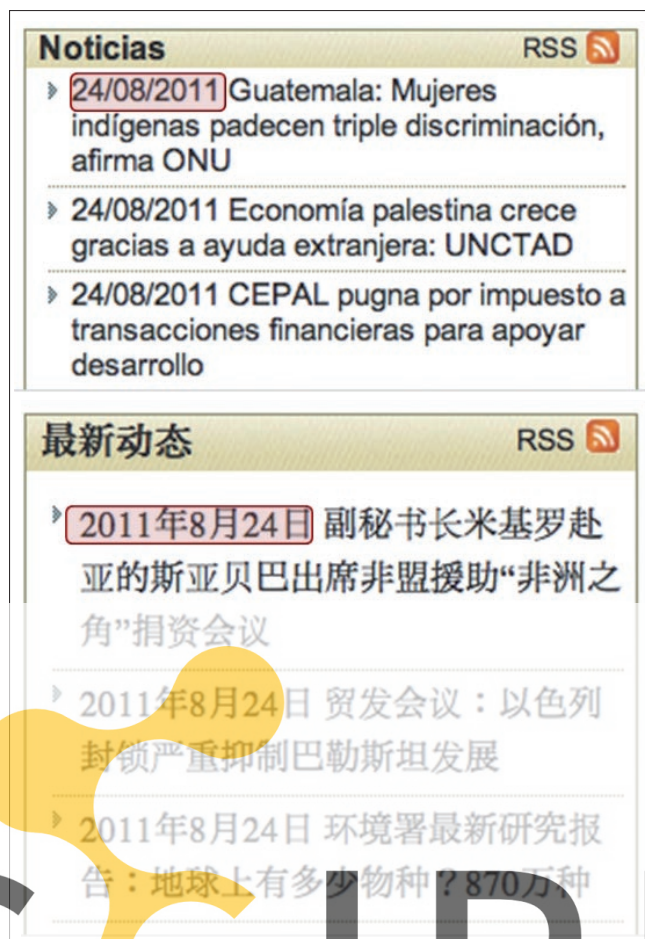 Noticias RSS
24/08/2011 Guatemala: Mujeres
indígenas padecen triple discriminación,
afirma ONU
24/08/2011 Economía palestina crece
gracias a ayuda extranjera: UNCTAD
24/08/2011 CEPAL pugna por impuesto a
transacciones financieras para apoyar
desarrollo
最新动态 RSS
2011年8月24日 副秘书长米基罗赴
亚的斯亚贝巴出席非盟援助“非洲之
角”捐资会议
2011年8月24日 贸发会议：以色列
封锁严重抑制巴勒斯坦发展
2011年8月24日 环境署最新研究报
告：地球上有多少物种？870万种